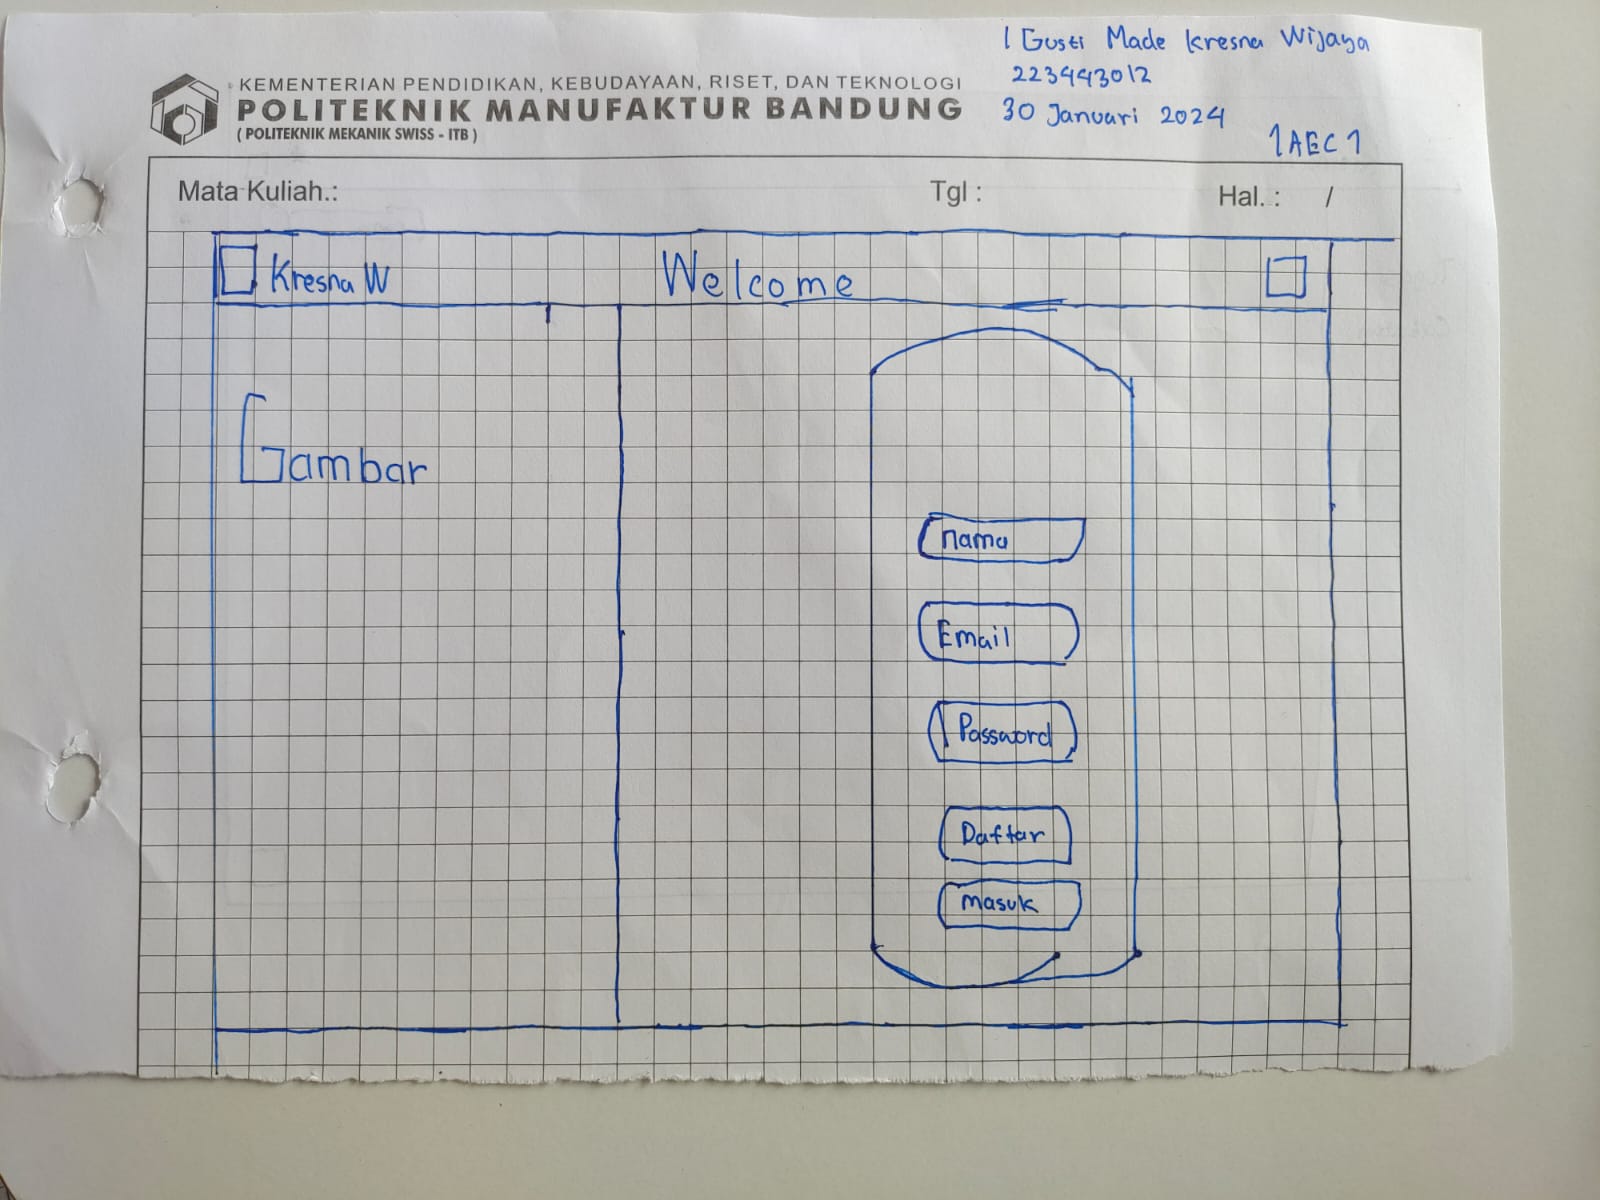 I Gusti Made Kresna Wijaya
223443012
30 Januari 2024
1AEC1
KEMENTERIAN PENDIDIKAN, KEBUDAYAAN, RISET, DAN TEKNOLOGI
POLITEKNIK MANUFAKTUR BANDUNG
( POLITEKNIK MEKANIK SWISS - ITB )
Mata Kuliah.: Tgl : Hal. : /
Kresna W Welcome
Gambar
nama
Email
Password
Daftar
Masuk